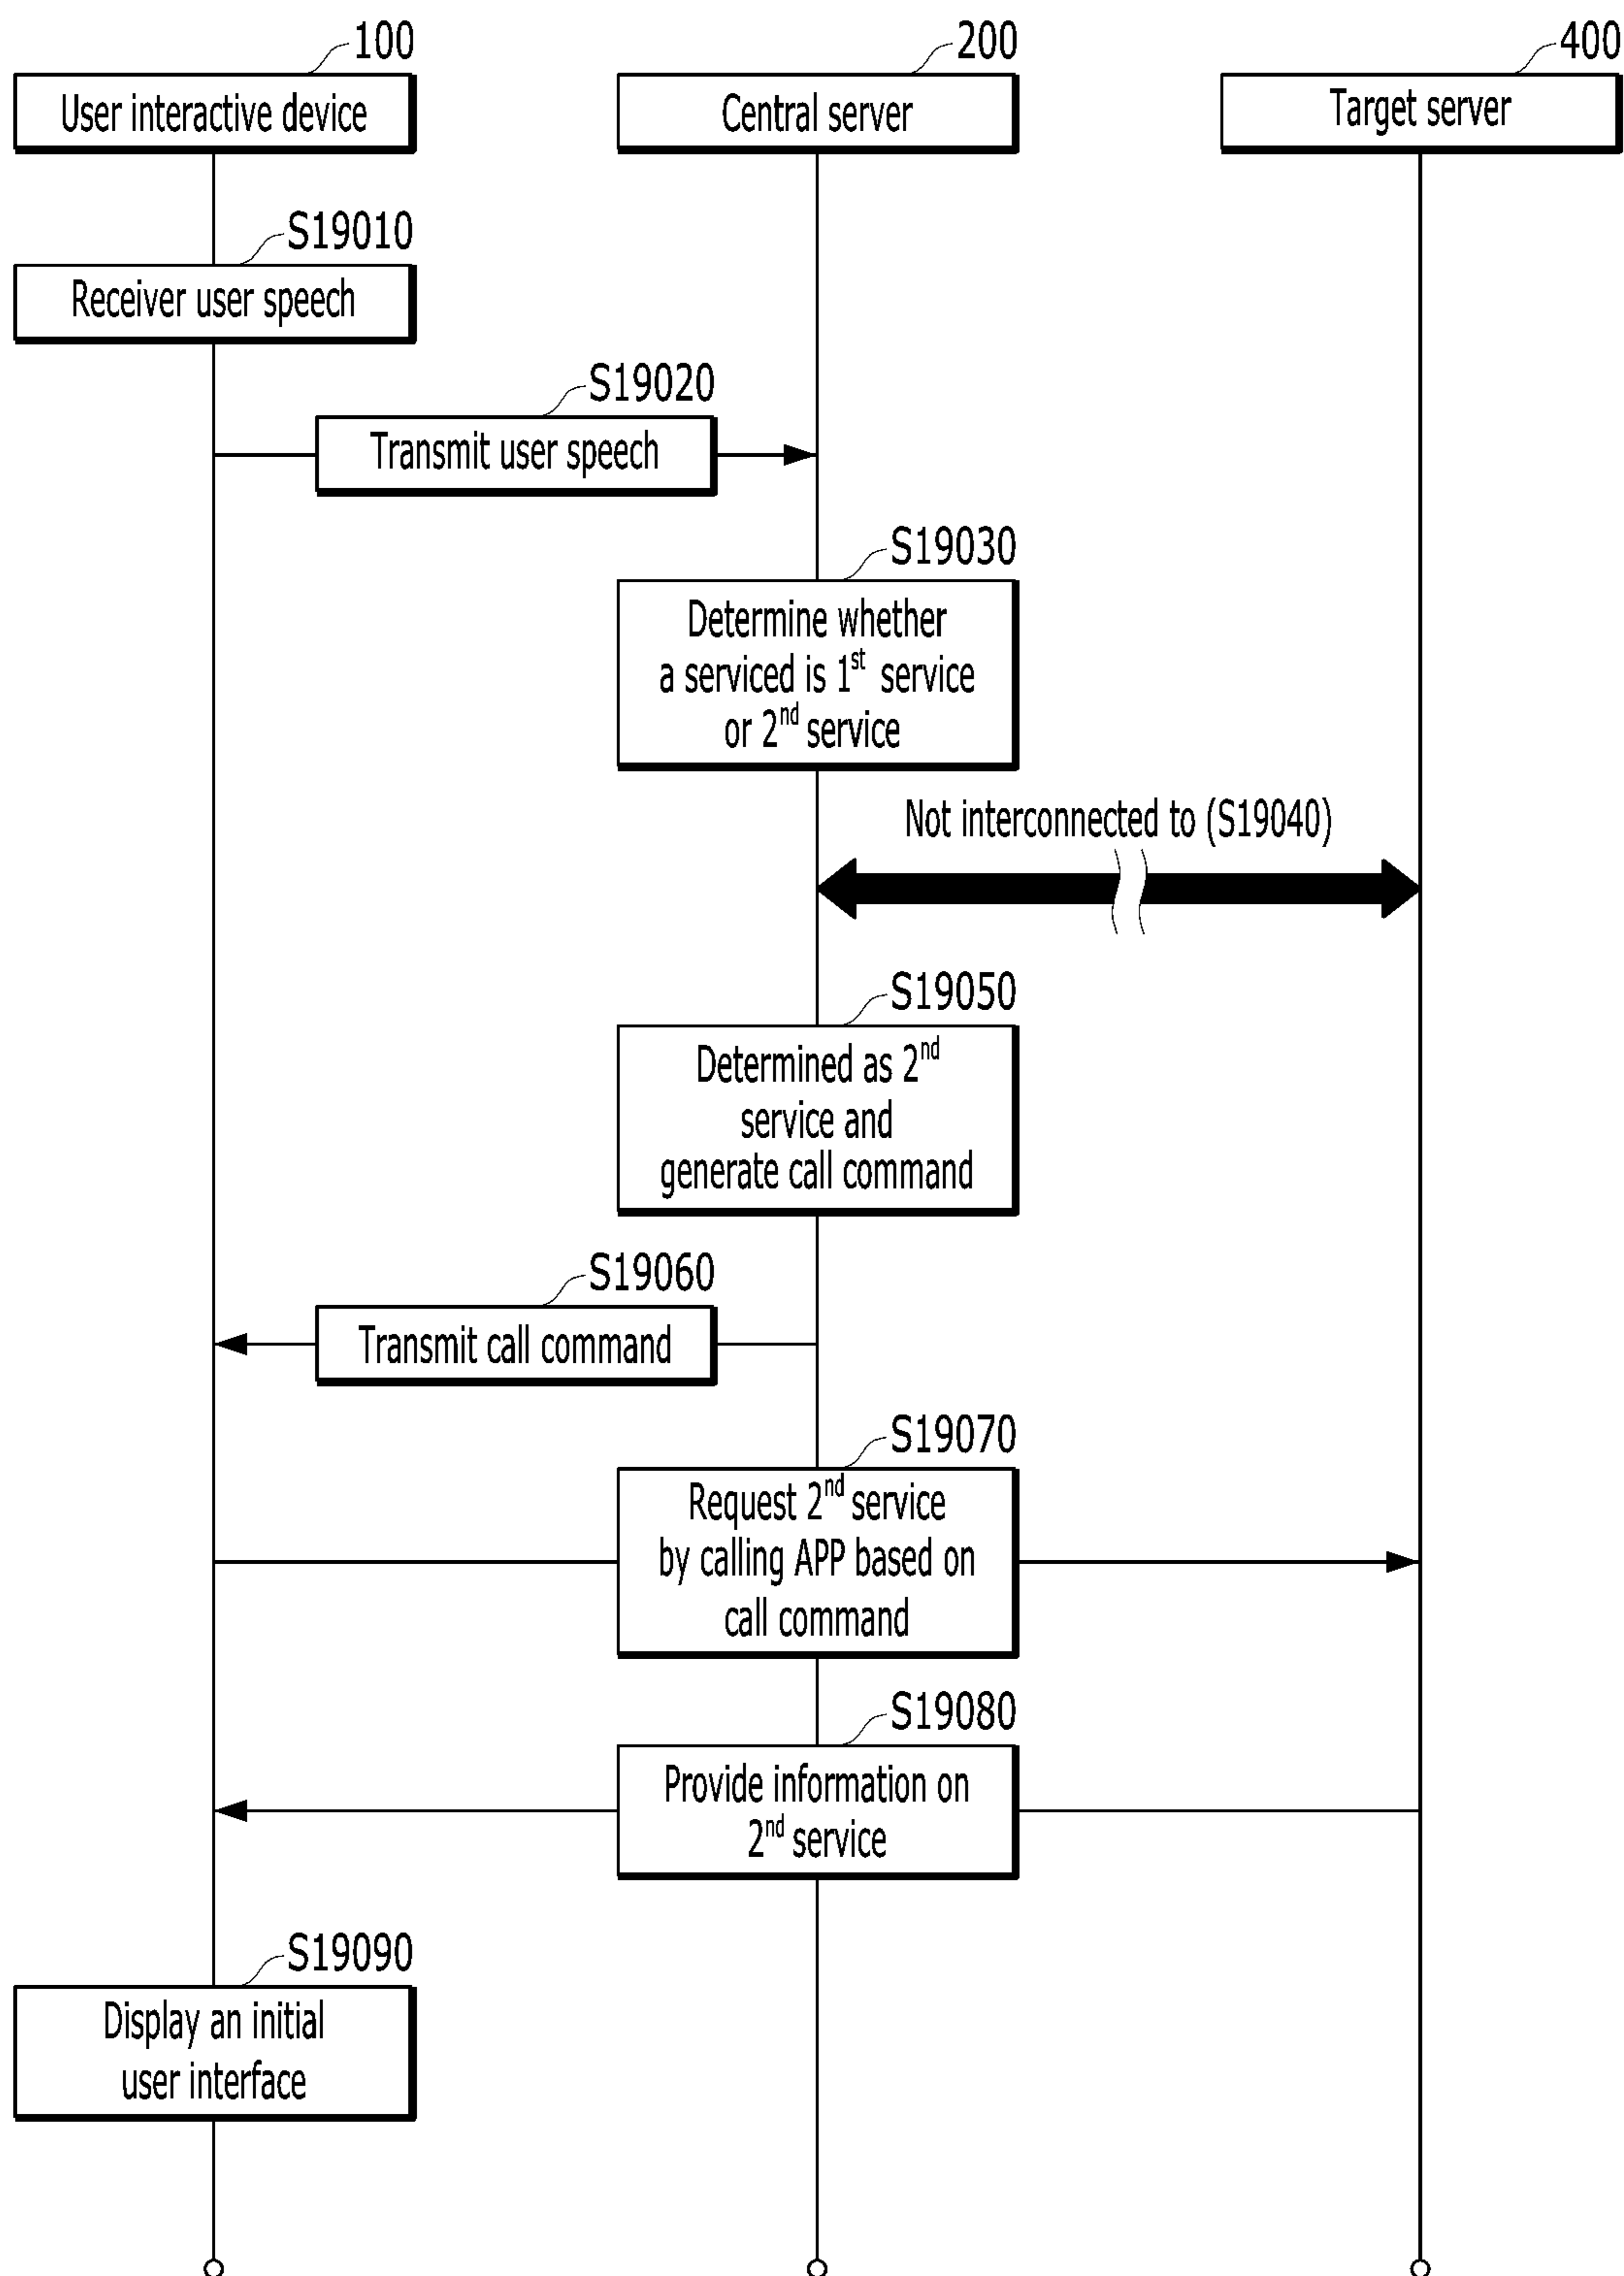 100
200
400
User interactive device
Central server
Target server
S19010
Receiver user speech
S19020
Transmit user speech
S19030
Determine whether
a serviced is 1st service
or 2nd service
Not interconnected to (S19040)
S19050
Determined as 2nd
service and
generate call command
S19060
Transmit call command
S19070
Request 2nd service
by calling APP based on
call command
S19080
Provide information on
2nd service
S19090
Display an initial
user interface